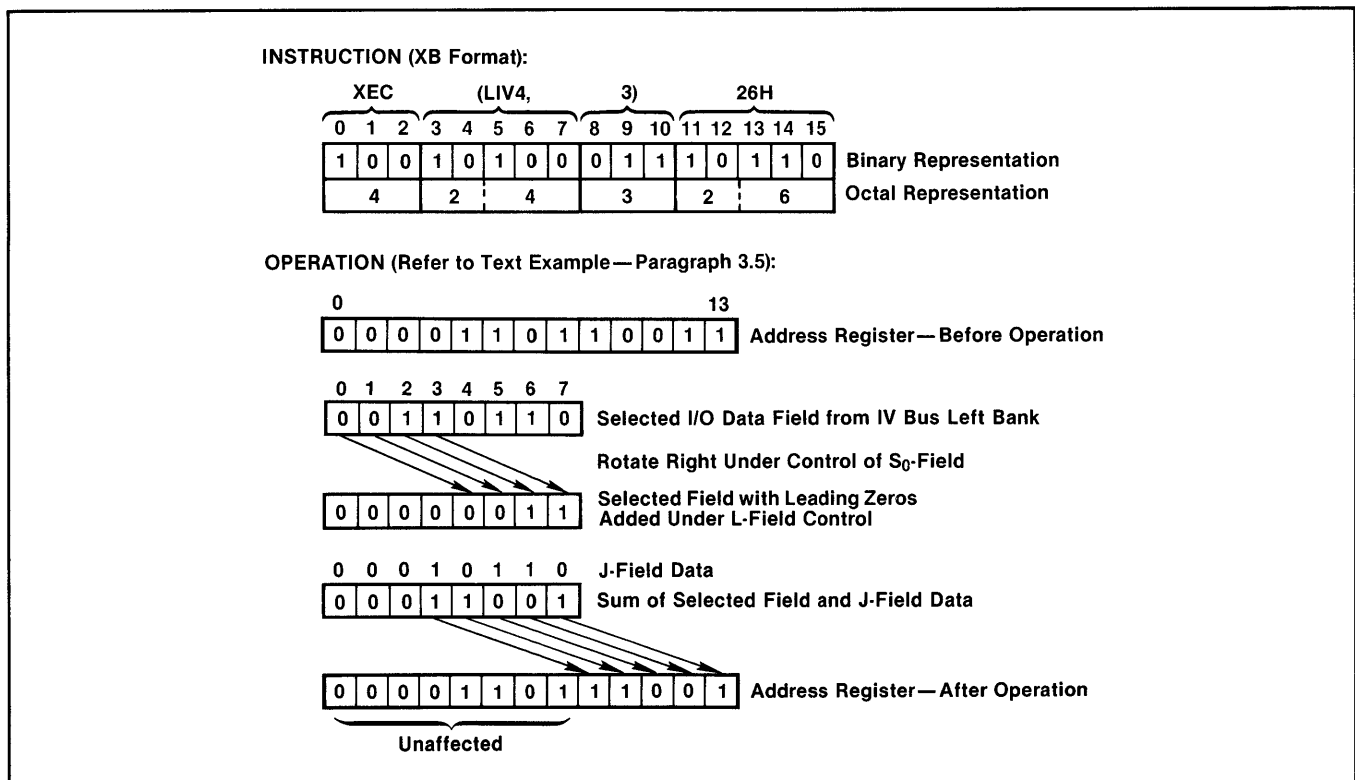 INSTRUCTION (XB Format):
XEC (LIV4, 3) 26H
0 1 2 3 4 5 6 7 8 9 10 11 12 13 14 15
1 0 0 1 0 1 0 0 0 1 1 1 0 1 1 0 Binary Representation
4 2 4 3 2 6 Octal Representation
OPERATION (Refer to Text Example—Paragraph 3.5):
0 13
0 0 0 0 1 1 0 1 1 0 0 1 1 Address Register—Before Operation
0 1 2 3 4 5 6 7
0 0 1 1 0 1 1 0 Selected I/O Data Field from IV Bus Left Bank
Rotate Right Under Control of S0-Field
0 0 0 0 0 0 1 1 Selected Field with Leading Zeros
Added Under L-Field Control
0 0 0 1 0 1 1 0 J-Field Data
0 0 0 1 1 0 0 1 Sum of Selected Field and J-Field Data
0 0 0 0 1 1 0 1 1 1 0 0 1 Address Register—After Operation
Unaffected